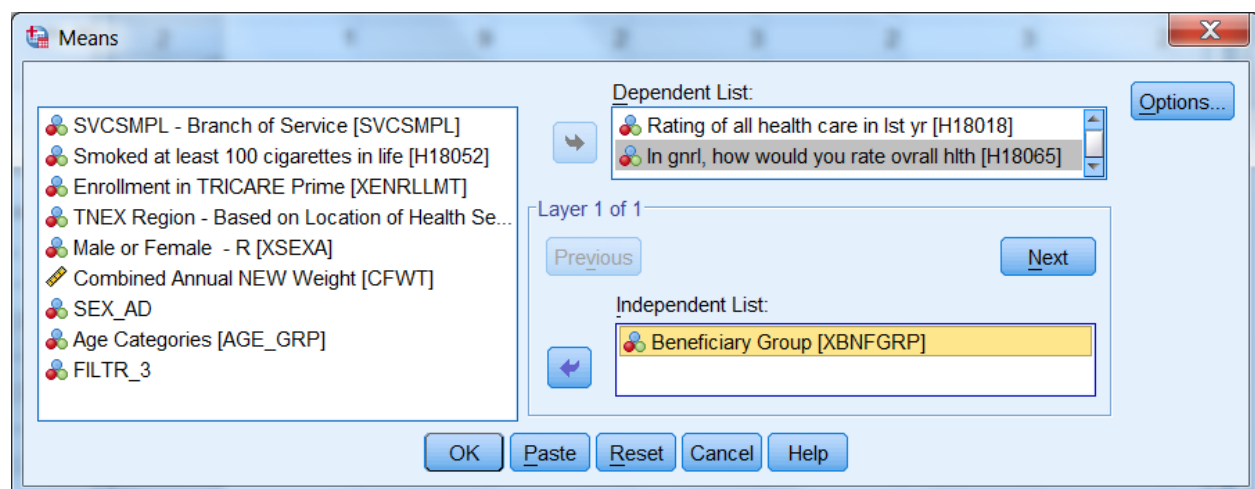 Means
SVCSMPL - Branch of Service [SVCSMPL]
Smoked at least 100 cigarettes in life [H18052]
Enrollment in TRICARE Prime [XENRLLMT]
TNEX Region - Based on Location of Health Se...
Male or Female - R [XSEXA]
Combined Annual NEW Weight [CFWT]
SEX_AD
Age Categories [AGE_GRP]
FILTR_3
Dependent List:
Rating of all health care in lst yr [H18018]
In gnrl, how would you rate ovrall hlth [H18065]
Options...
Layer 1 of 1
Previous
Next
Independent List:
Beneficiary Group [XBNFGRP]
OK Paste Reset Cancel Help